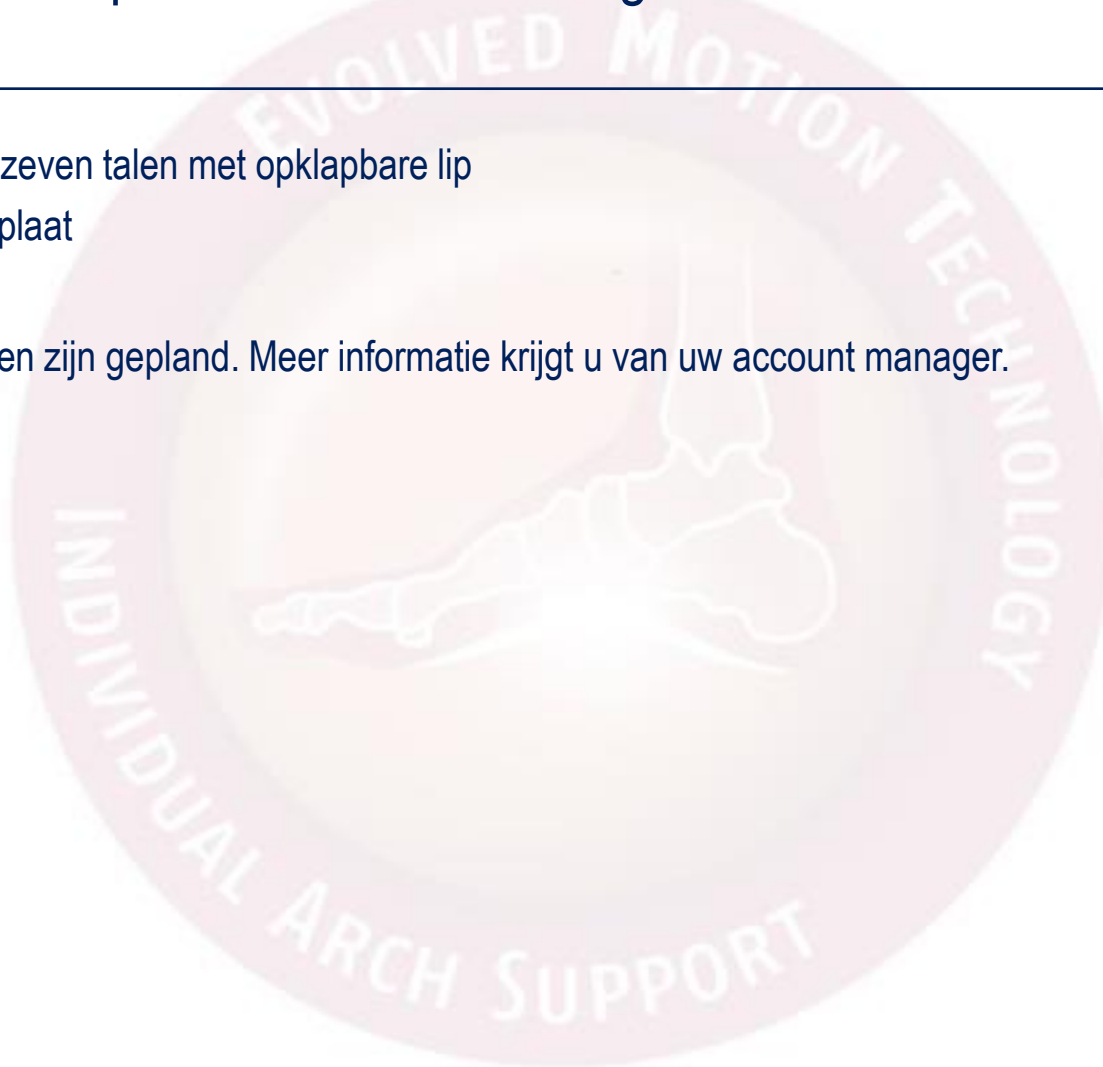 zeven talen met opklapbare lip
plaat
en zijn gepland. Meer informatie krijgt u van uw account manager.
EVOLVED MOTION TECHNOLOGY
INDIVIDUAL ARCH SUPPORT